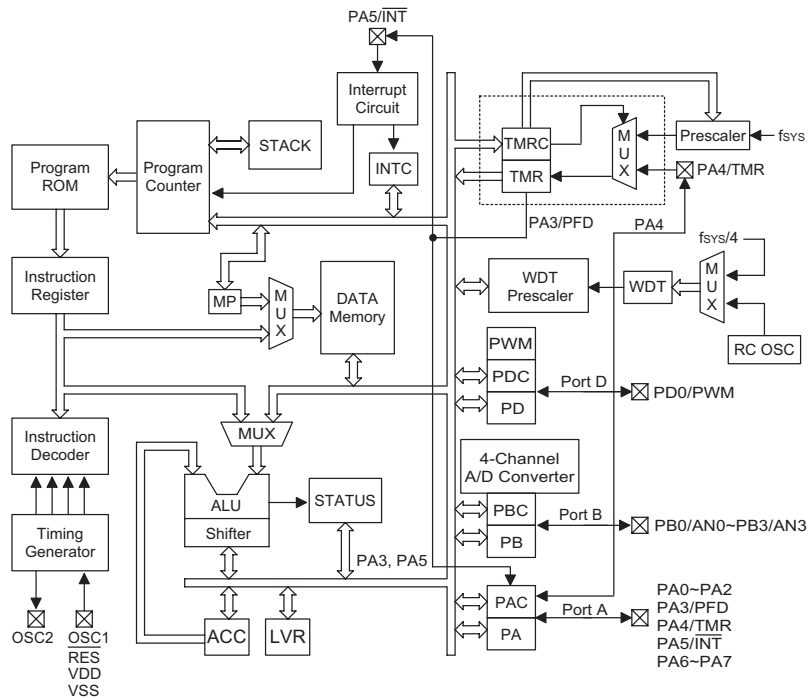 PA5/INT
Interrupt
Circuit
STACK
Program
ROM
Program
Counter
INTC
TMRC
TMR
M
U
X
Prescaler
fSYS
PA4/TMR
PA3/PFD
PA4
fSYS/4
Instruction
Register
MP
M
U
X
DATA
Memory
WDT
Prescaler
WDT
M
U
X
RC OSC
PWM
PDC
PD
Port D
PD0/PWM
MUX
Instruction
Decoder
ALU
Shifter
STATUS
4-Channel
A/D Converter
PBC
PB
Port B
PB0/AN0~PB3/AN3
Timing
Generator
PA3, PA5
PAC
PA
Port A
PA0~PA2
PA3/PFD
PA4/TMR
PA5/INT
PA6~PA7
OSC2
OSC1
RES
VDD
VSS
ACC
LVR